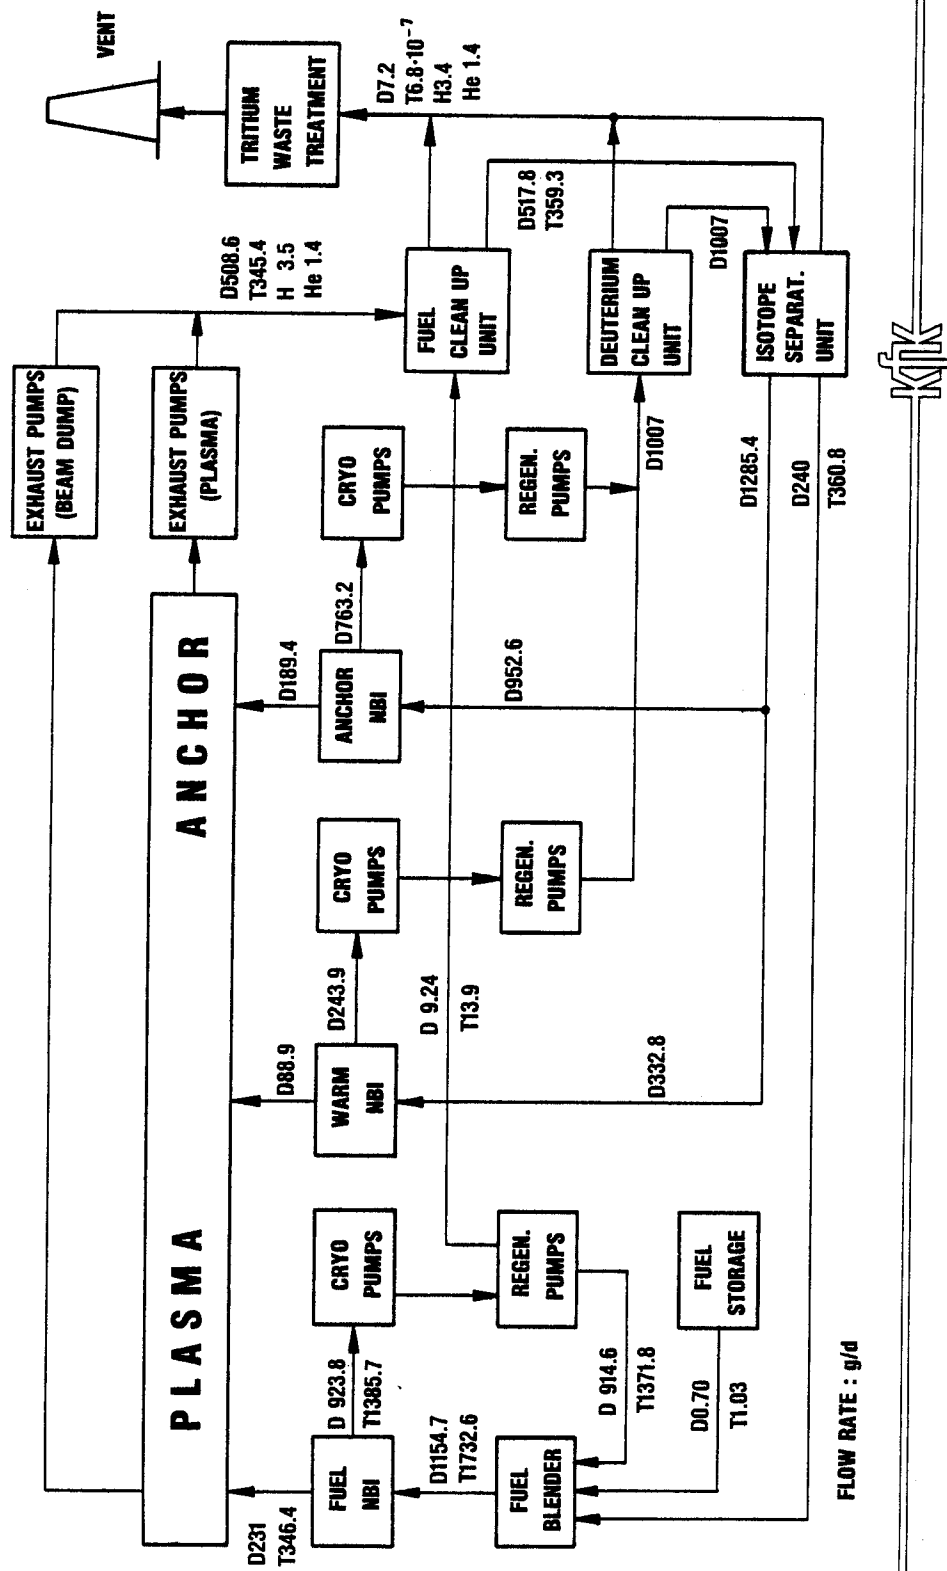 EXHAUST PUMPS
(BEAM DUMP)
VENT
PLASMA
ANCHOR
EXHAUST PUMPS
(PLASMA)
D508.6
T345.4
H 3.5
He 1.4
TRITIUM
WASTE
TREATMENT
D231
T346.4
D88.9
D189.4
FUEL
NBI
D 923.8
T1385.7
CRYO
PUMPS
WARM
NBI
D243.9
CRYO
PUMPS
ANCHOR
NBI
D763.2
CRYO
PUMPS
D7.2
T6.8·10⁻⁷
H3.4
He 1.4
D1154.7
T1732.6
D 9.24
T13.9
FUEL
CLEAN UP
UNIT
FUEL
BLENDER
REGEN.
PUMPS
REGEN.
PUMPS
D952.6
REGEN.
PUMPS
D517.8
T359.3
D 914.6
T1371.8
D332.8
D1007
DEUTERIUM
CLEAN UP
UNIT
D0.70
T1.03
FUEL
STORAGE
D1007
D1285.4
D240
T360.8
ISOTOPE
SEPARAT.
UNIT
FLOW RATE : g/d
KfK